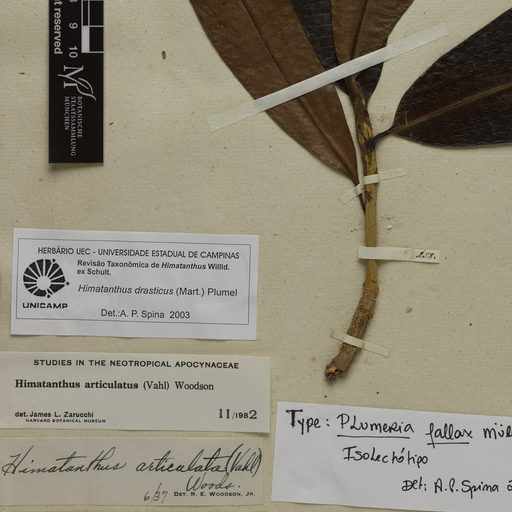 t reserved
8 9 10
BOTANISCHE
STAATSSAMMLUNG
MÜNCHEN
258.
HERBÁRIO UEC - UNIVERSIDADE ESTADUAL DE CAMPINAS
Revisão Taxonômica de Himatanthus Willd.
ex Schult.
Himatanthus drasticus (Mart.) Plumel
Det.:A. P. Spina 2003
UNICAMP
STUDIES IN THE NEOTROPICAL APOCYNACEAE
Himatanthus articulatus (Vahl) Woodson
det. James L. Zarucchi 11/1982
HARVARD BOTANICAL MUSEUM
Himatanthus articulata (Vahl)
Woods.
6/37 DET. R. E. WOODSON, JR.
Type: Plumeria fallax Mül
Isolectótipo
Det: A.P. Spina